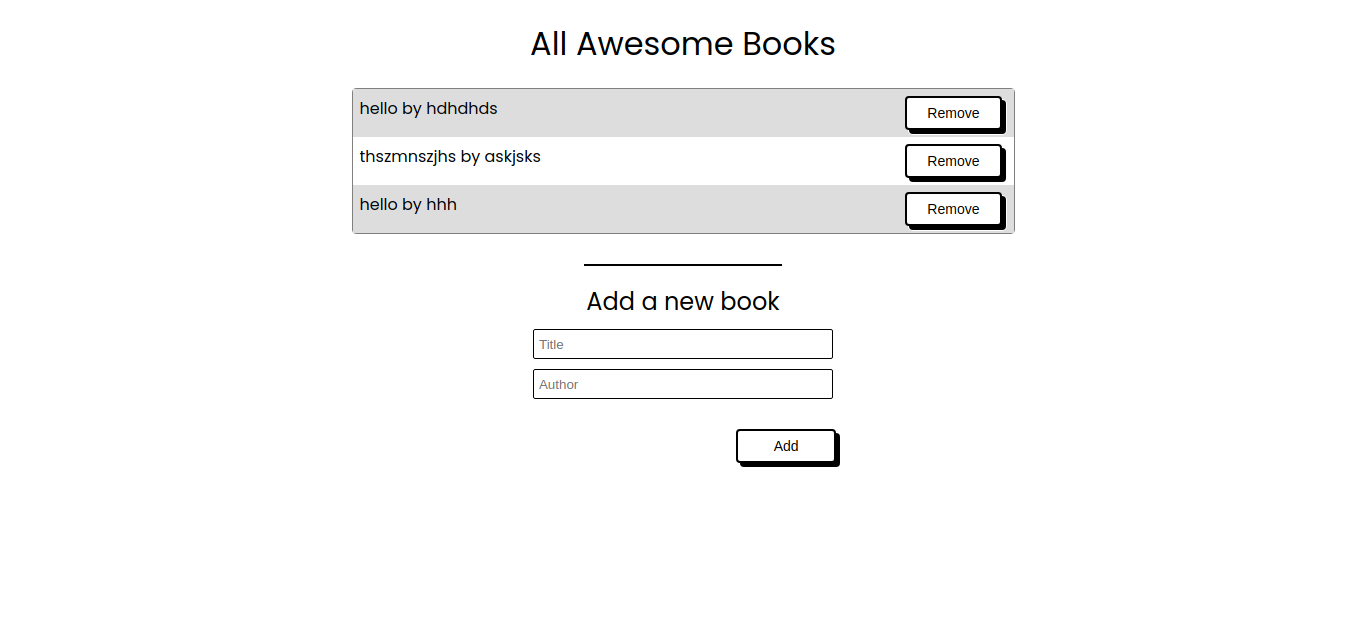 All Awesome Books
hello by hdhdhds Remove
thszmnszjhs by askjsks Remove
hello by hhh Remove
Add a new book
Title
Author
Add